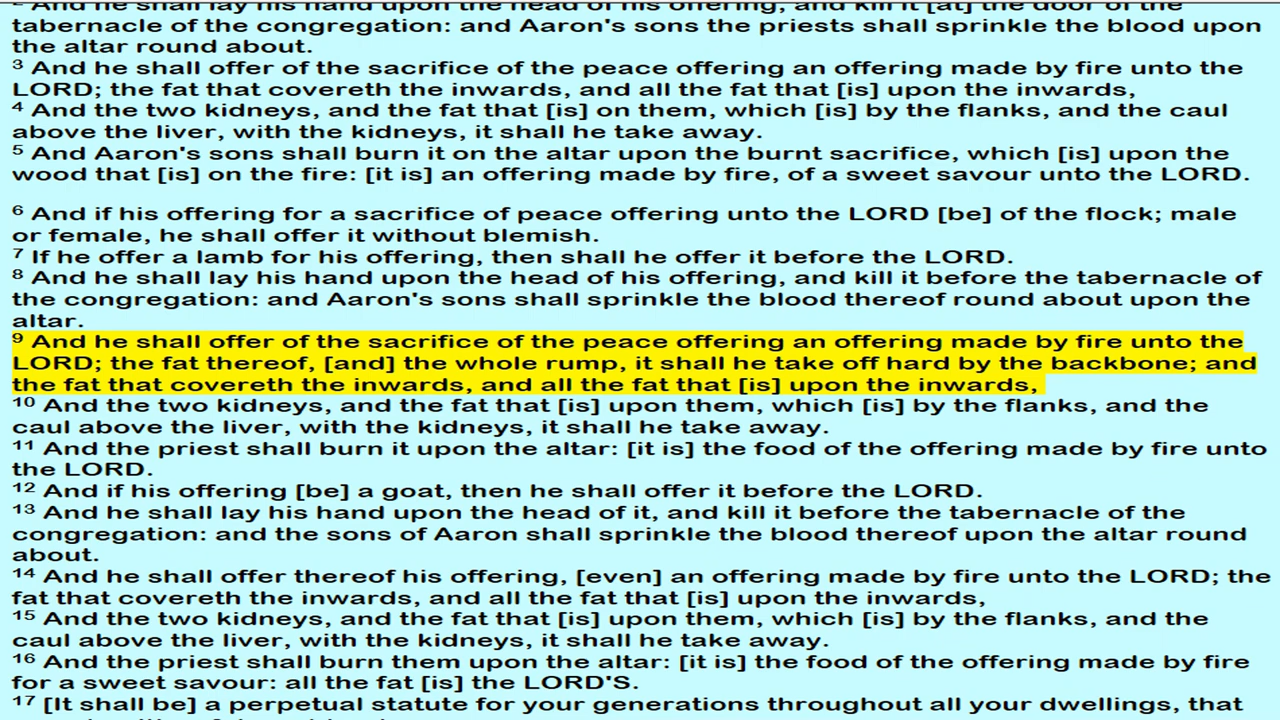 2 And he shall lay his hand upon the head of his offering, and kill it [at] the door of the
tabernacle of the congregation: and Aaron's sons the priests shall sprinkle the blood upon
the altar round about.
3 And he shall offer of the sacrifice of the peace offering an offering made by fire unto the
LORD; the fat that covereth the inwards, and all the fat that [is] upon the inwards,
4 And the two kidneys, and the fat that [is] on them, which [is] by the flanks, and the caul
above the liver, with the kidneys, it shall he take away.
5 And Aaron's sons shall burn it on the altar upon the burnt sacrifice, which [is] upon the
wood that [is] on the fire: [it is] an offering made by fire, of a sweet savour unto the LORD.
6 And if his offering for a sacrifice of peace offering unto the LORD [be] of the flock; male
or female, he shall offer it without blemish.
7 If he offer a lamb for his offering, then shall he offer it before the LORD.
8 And he shall lay his hand upon the head of his offering, and kill it before the tabernacle of
the congregation: and Aaron's sons shall sprinkle the blood thereof round about upon the
altar.
9 And he shall offer of the sacrifice of the peace offering an offering made by fire unto the
LORD; the fat thereof, [and] the whole rump, it shall he take off hard by the backbone; and
the fat that covereth the inwards, and all the fat that [is] upon the inwards,
10 And the two kidneys, and the fat that [is] upon them, which [is] by the flanks, and the
caul above the liver, with the kidneys, it shall he take away.
11 And the priest shall burn it upon the altar: [it is] the food of the offering made by fire unto
the LORD.
12 And if his offering [be] a goat, then he shall offer it before the LORD.
13 And he shall lay his hand upon the head of it, and kill it before the tabernacle of the
congregation: and the sons of Aaron shall sprinkle the blood thereof upon the altar round
about.
14 And he shall offer thereof his offering, [even] an offering made by fire unto the LORD; the
fat that covereth the inwards, and all the fat that [is] upon the inwards,
15 And the two kidneys, and the fat that [is] upon them, which [is] by the flanks, and the
caul above the liver, with the kidneys, it shall he take away.
16 And the priest shall burn them upon the altar: [it is] the food of the offering made by fire
for a sweet savour: all the fat [is] the LORD'S.
17 [It shall be] a perpetual statute for your generations throughout all your dwellings, that